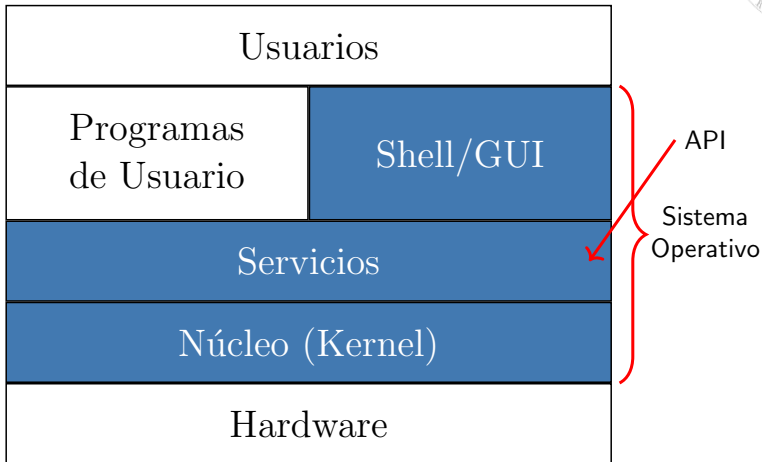 Usuarios
Programas
de Usuario
Shell/GUI
API
Sistema
Operativo
Servicios
Núcleo (Kernel)
Hardware